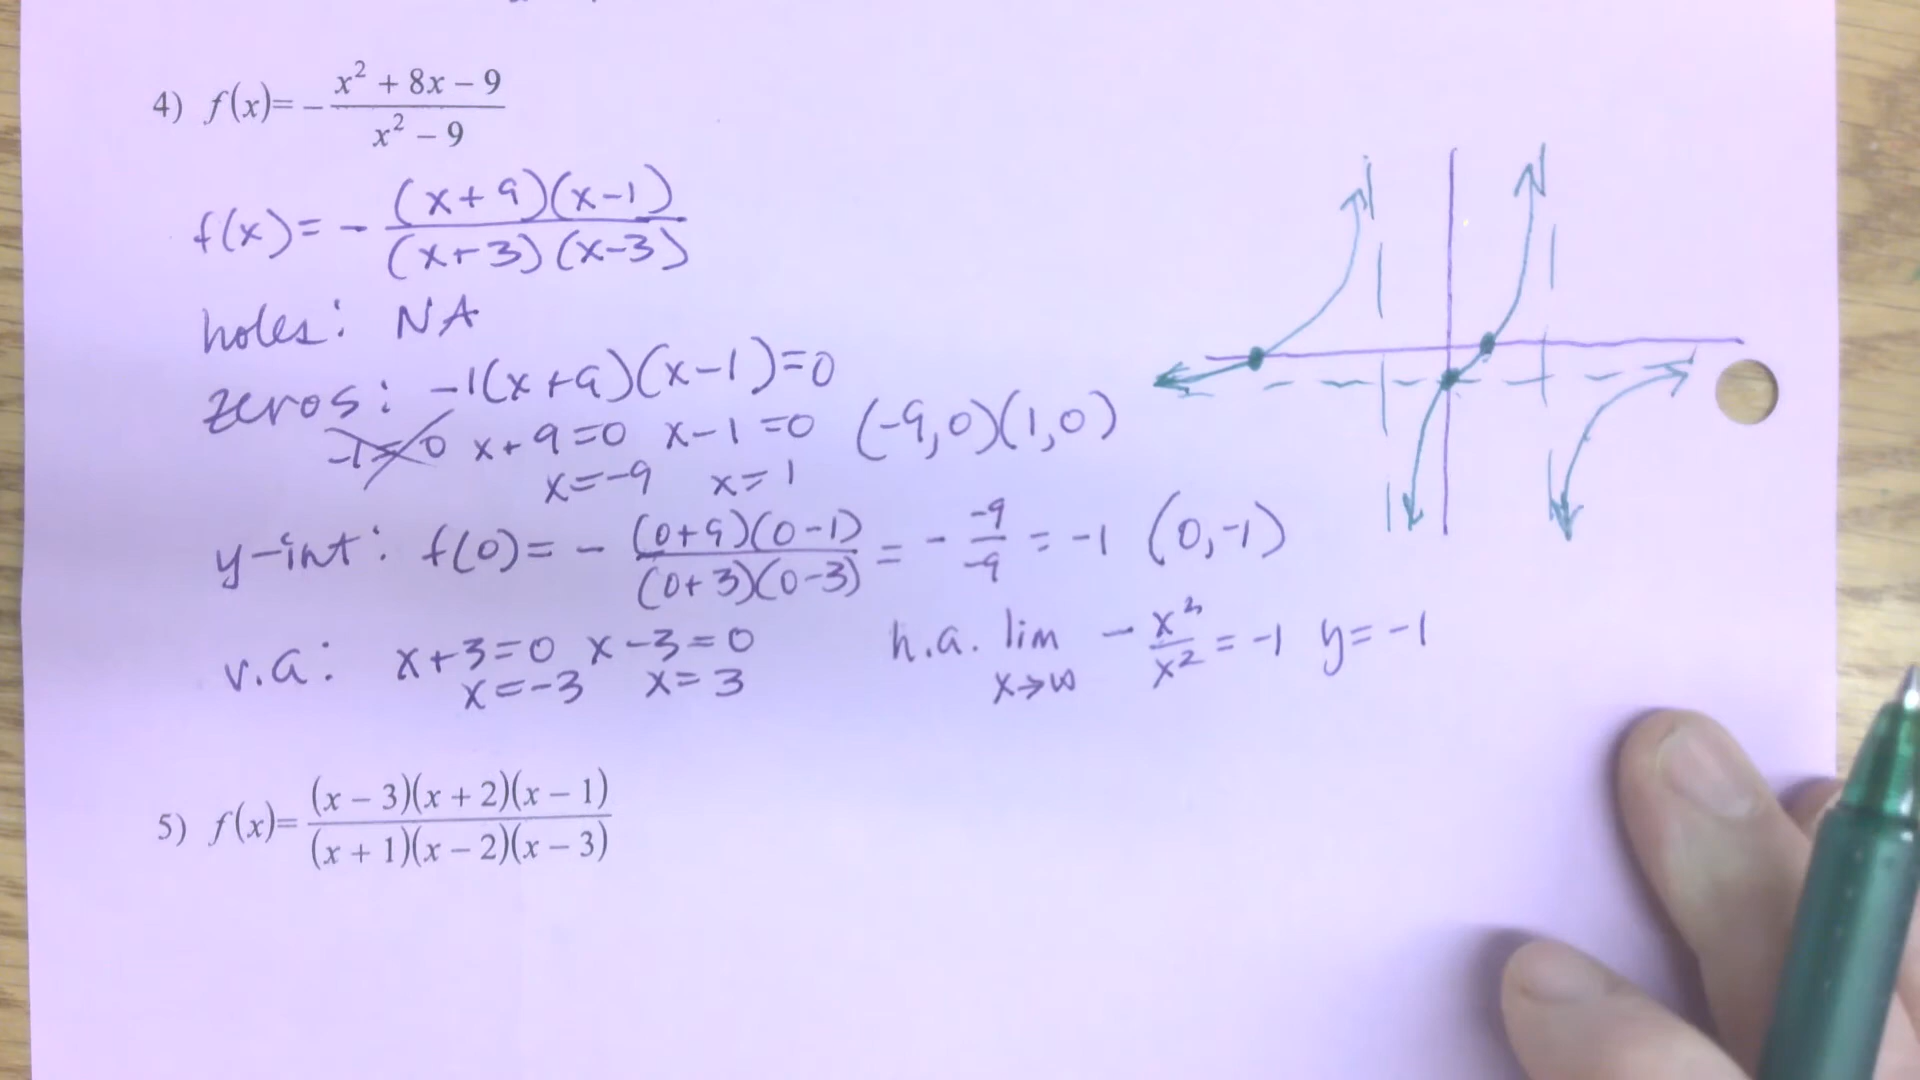 4) f(x)= - x² + 8x - 9 / x² - 9
f(x) = - (x+9)(x-1) / (x+3)(x-3)
holes: NA
zeros: -1(x+9)(x-1)=0
-1=0 x+9=0 x-1=0 (-9,0)(1,0)
x=-9 x=1
y-int: f(0)= - (0+9)(0-1) / (0+3)(0-3) = - -9 / -9 = -1 (0,-1)
v.a: x+3=0 x-3=0
x=-3 x=3
h.a. lim x→∞ - x² / x² = -1 y=-1
5) f(x)= (x - 3)(x + 2)(x - 1) / (x + 1)(x - 2)(x - 3)